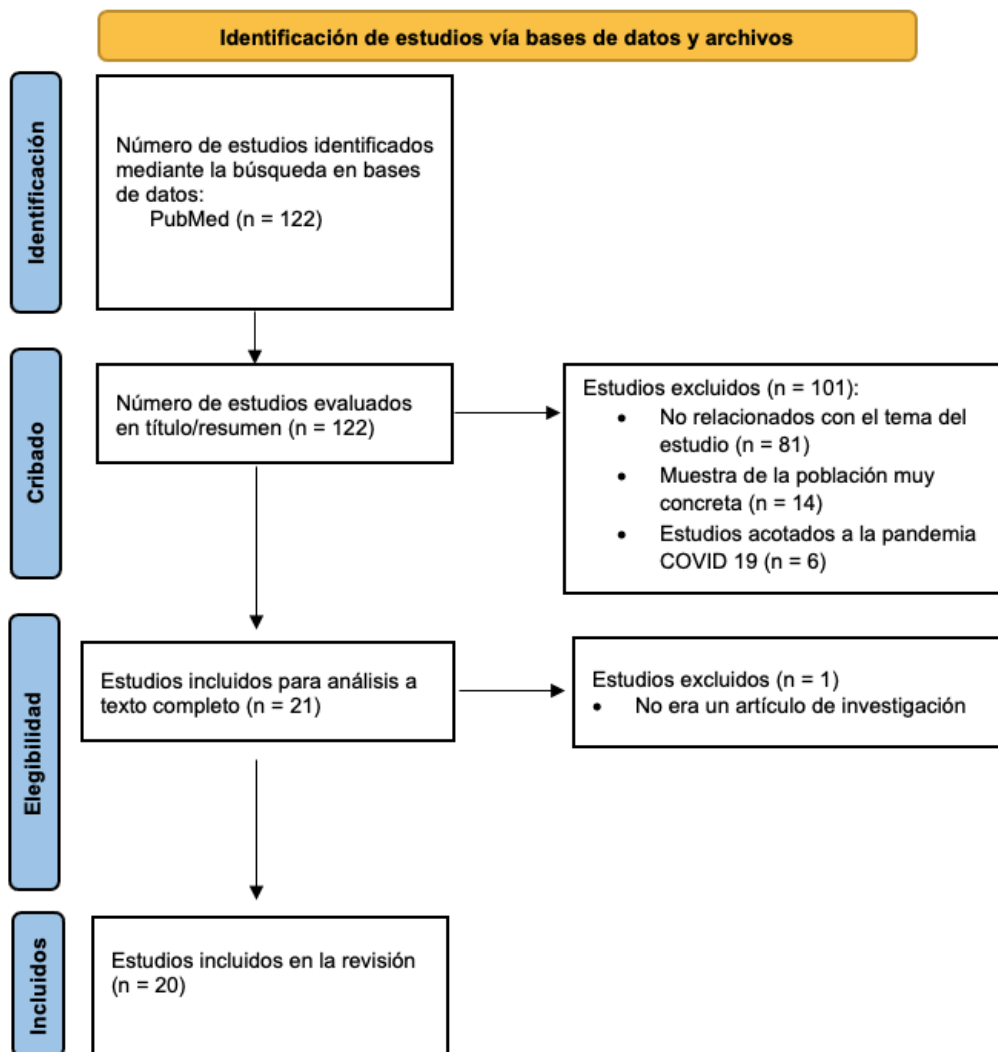 Identificación de estudios vía bases de datos y archivos
Identificación
Número de estudios identificados
mediante la búsqueda en bases
de datos:
PubMed (n = 122)
Cribado
Número de estudios evaluados
en título/resumen (n = 122)
Estudios excluidos (n = 101):
• No relacionados con el tema del
estudio (n = 81)
• Muestra de la población muy
concreta (n = 14)
• Estudios acotados a la pandemia
COVID 19 (n = 6)
Elegibilidad
Estudios incluidos para análisis a
texto completo (n = 21)
Estudios excluidos (n = 1)
• No era un artículo de investigación
Incluidos
Estudios incluidos en la revisión
(n = 20)